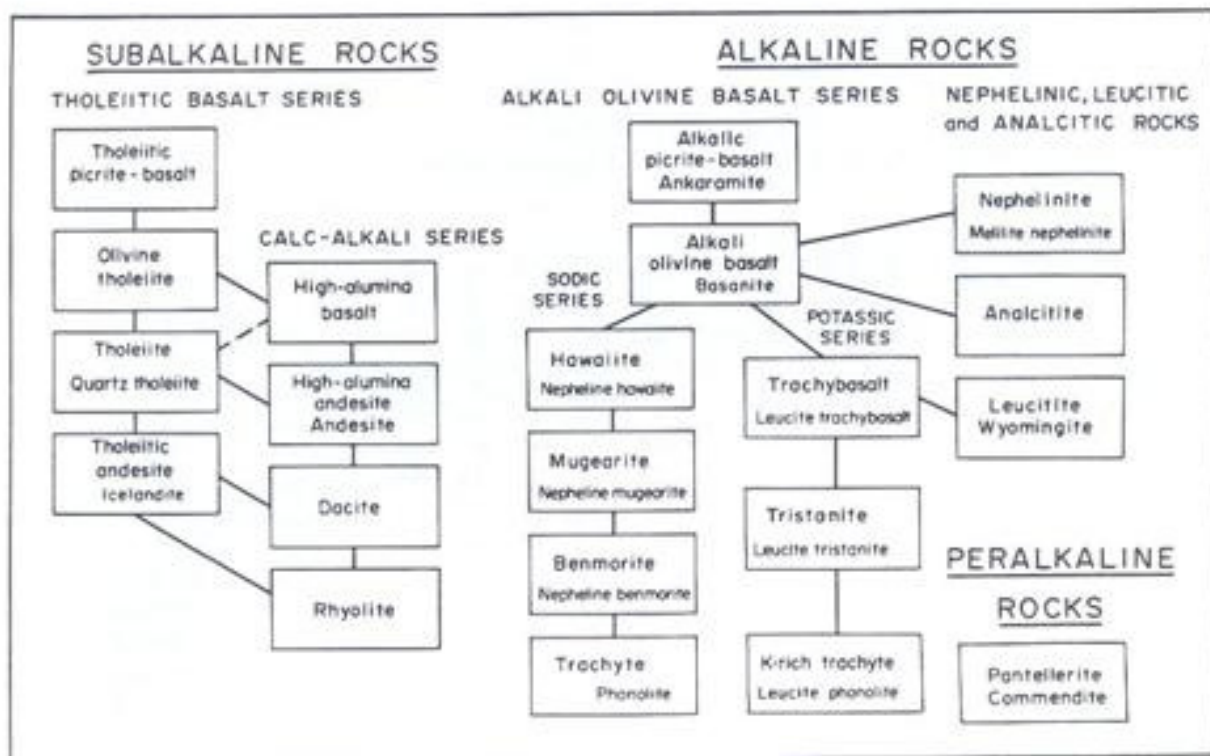 SUBALKALINE ROCKS
THOLEIITIC BASALT SERIES
Tholeiitic
picrite-basalt
Olivine
tholeiite
Tholeiite
Quartz tholeiite
Tholeiitic
andesite
Icelandite
CALC-ALKALI SERIES
High-alumina
basalt
High-alumina
andesite
Andesite
Dacite
Rhyolite
ALKALINE ROCKS
ALKALI OLIVINE BASALT SERIES
Alkalic
picrite-basalt
Ankaramite
Alkali
olivine basalt
Basanite
SODIC
SERIES
Hawaiite
Nepheline hawaiite
Mugearite
Nepheline mugearite
Benmorite
Nepheline benmorite
Trachyte
Phonolite
POTASSIC
SERIES
Trachybasalt
Leucite trachybasalt
Tristanite
Leucite tristanite
K-rich trachyte
Leucite phonolite
NEPHELINIC, LEUCITIC
and ANALCITIC ROCKS
Nephelinite
Melilite nephelinite
Analcitite
Leucitite
Wyomingite
PERALKALINE
ROCKS
Pantellerite
Commendite